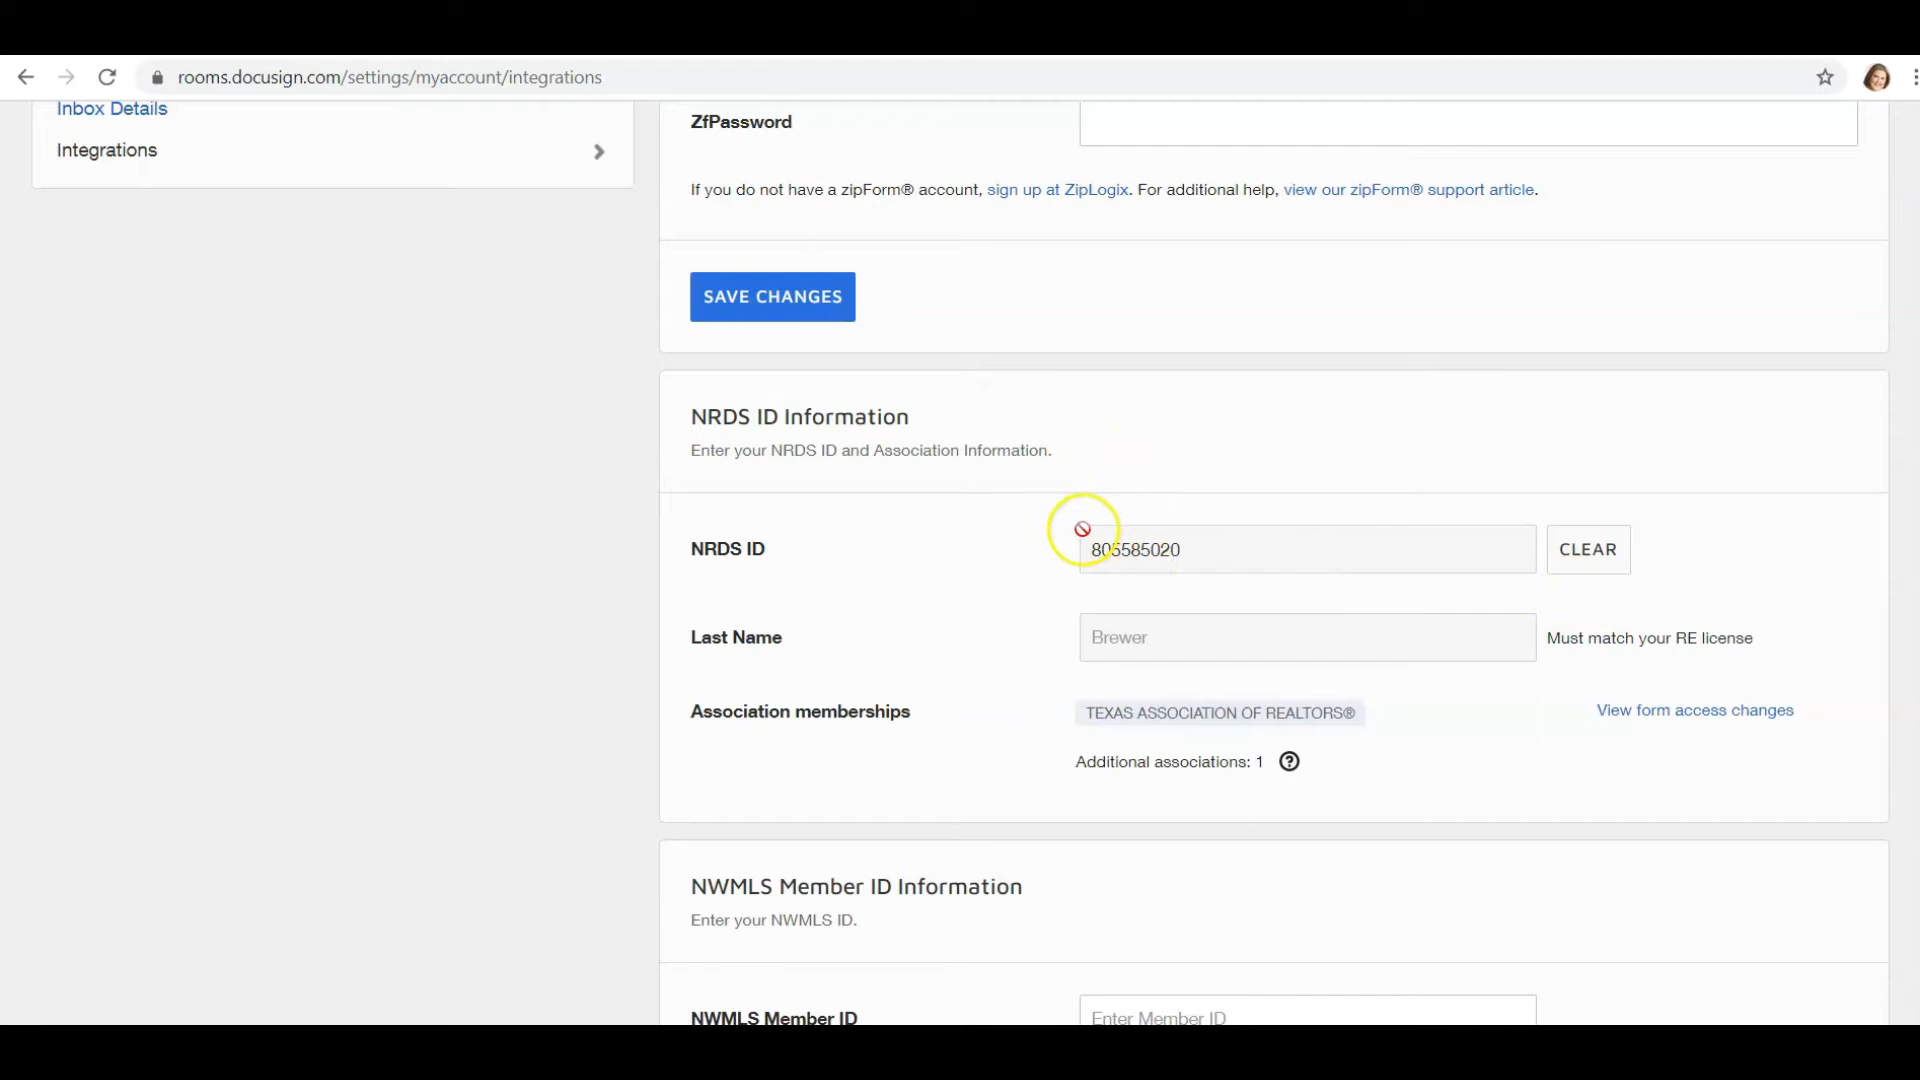 rooms.docusign.com/settings/myaccount/integrations
Inbox Details
Integrations
ZfPassword
If you do not have a zipForm® account, sign up at ZipLogix. For additional help, view our zipForm® support article.
SAVE CHANGES
NRDS ID Information
Enter your NRDS ID and Association Information.
NRDS ID
805585020
CLEAR
Last Name
Brewer
Must match your RE license
Association memberships
TEXAS ASSOCIATION OF REALTORS®
View form access changes
Additional associations: 1
NWMLS Member ID Information
Enter your NWMLS ID.
NWMLS Member ID
Enter Member ID